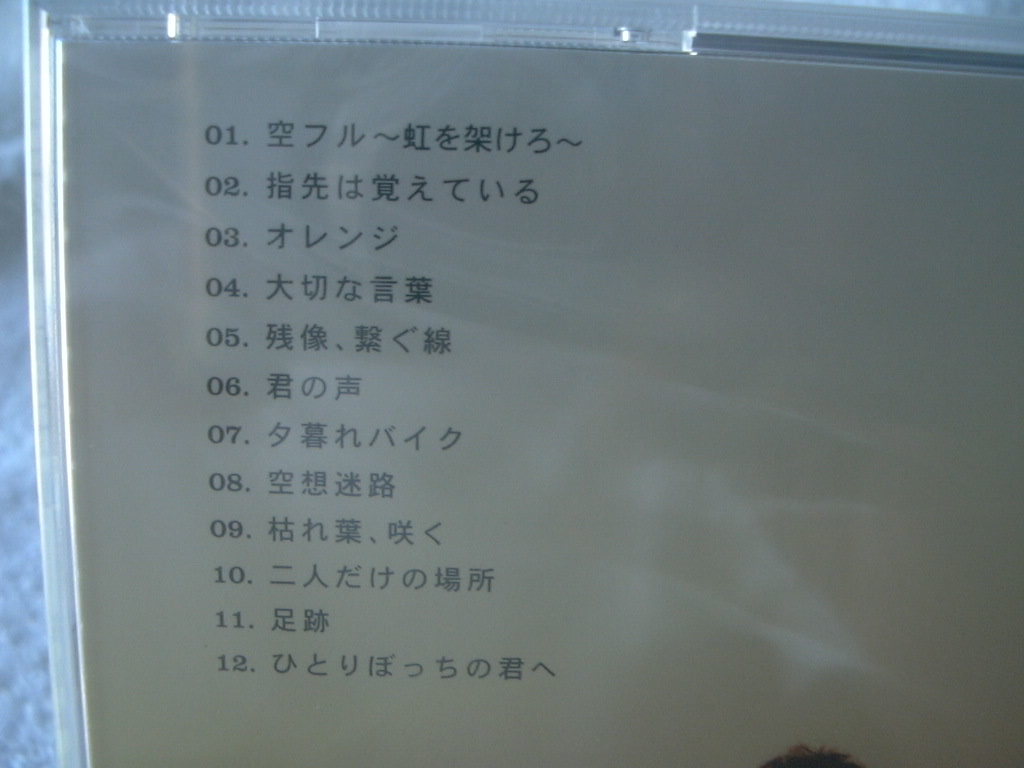 01. 空フル～虹を架けろ～
02. 指先は覚えている
03. オレンジ
04. 大切な言葉
05. 残像、繋ぐ線
06. 君の声
07. 夕暮れバイク
08. 空想迷路
09. 枯れ葉、咲く
10. 二人だけの場所
11. 足跡
12. ひとりぼっちの君へ